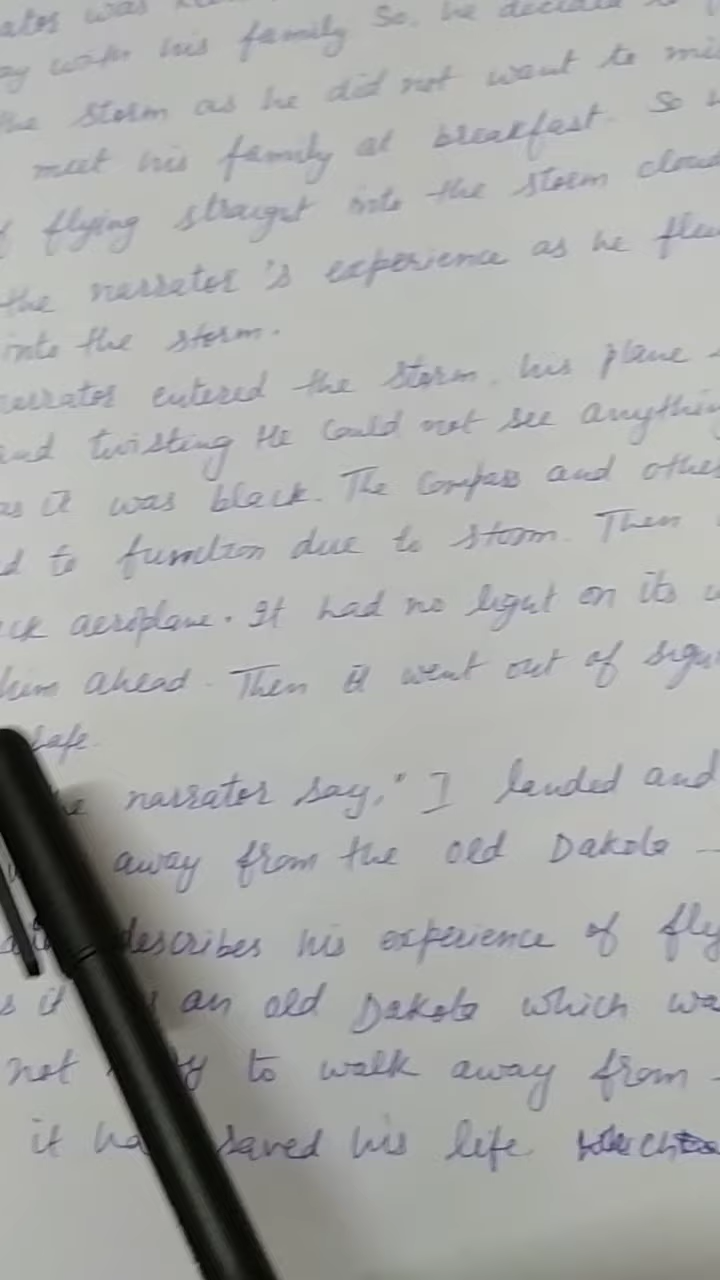 was
with his family So, he decided to
the storm as he did not want to
meet his family at breakfast. So
flying straight into the storm
the narrator's experience as he
into the storm.
narrator entered the storm, his plane
and twisting He could not see anything
as it was black. The Compass and other
to function due to storm. Then
aeroplane. It had no light on its
him ahead. Then it went out of
safe.
narrator say, "I landed and
away from the old Dakota –
describes his experience of
it an old Dakota which
not to walk away from –
it saved his life